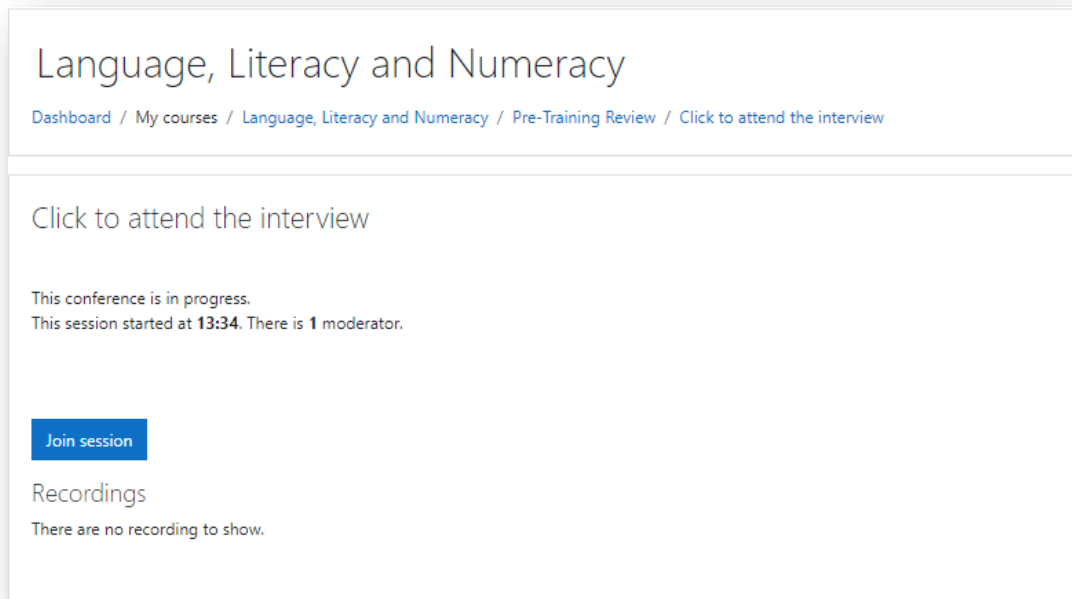 Language, Literacy and Numeracy
Dashboard / My courses / Language, Literacy and Numeracy / Pre-Training Review / Click to attend the interview
Click to attend the interview
This conference is in progress.
This session started at 13:34. There is 1 moderator.
Join session
Recordings
There are no recording to show.